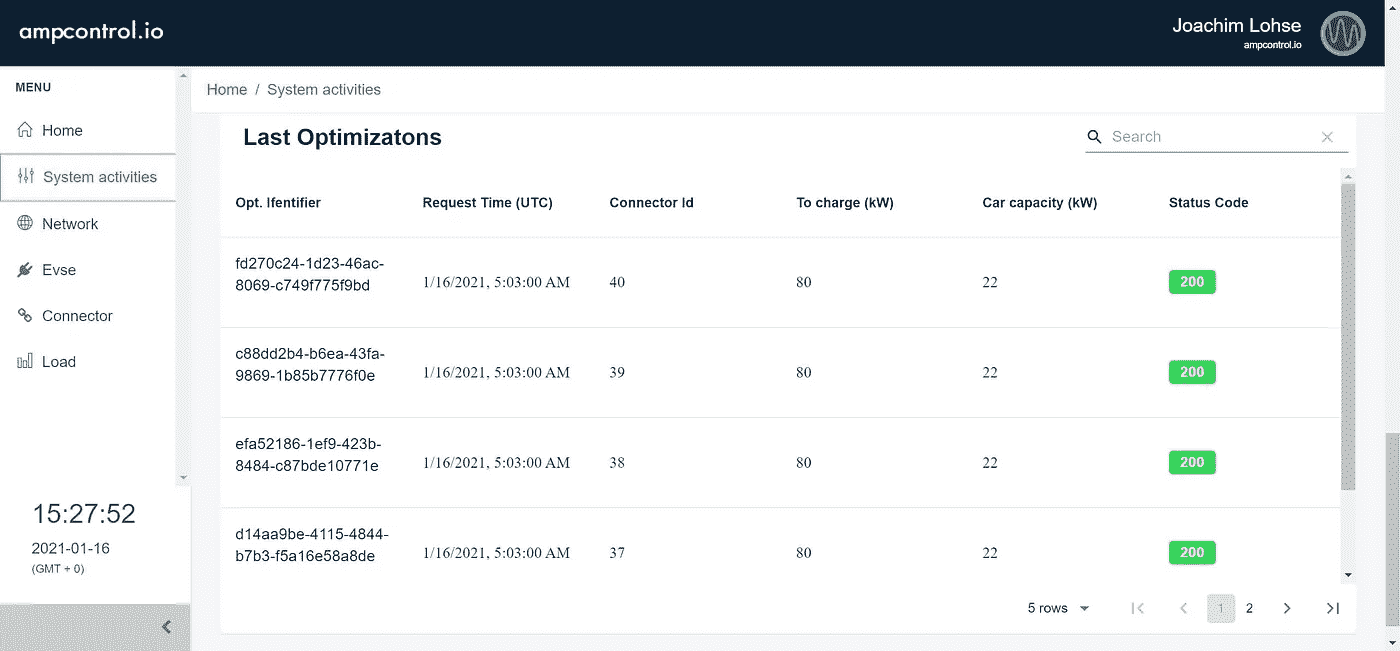 ampcontrol.io
Joachim Lohse
ampcontrol.io
MENU
Home
System activities
Network
Evse
Connector
Load
15:27:52
2021-01-16
(GMT + 0)
Home / System activities
Last Optimizatons
Search
Opt. Ifentifier Request Time (UTC) Connector Id To charge (kW) Car capacity (kW) Status Code
fd270c24-1d23-46ac-
8069-c749f775f9bd 1/16/2021, 5:03:00 AM 40 80 22 200
c88dd2b4-b6ea-43fa-
9869-1b85b7776f0e 1/16/2021, 5:03:00 AM 39 80 22 200
efa52186-1ef9-423b-
8484-c87bde10771e 1/16/2021, 5:03:00 AM 38 80 22 200
d14aa9be-4115-4844-
b7b3-f5a16e58a8de 1/16/2021, 5:03:00 AM 37 80 22 200
5 rows 1 2